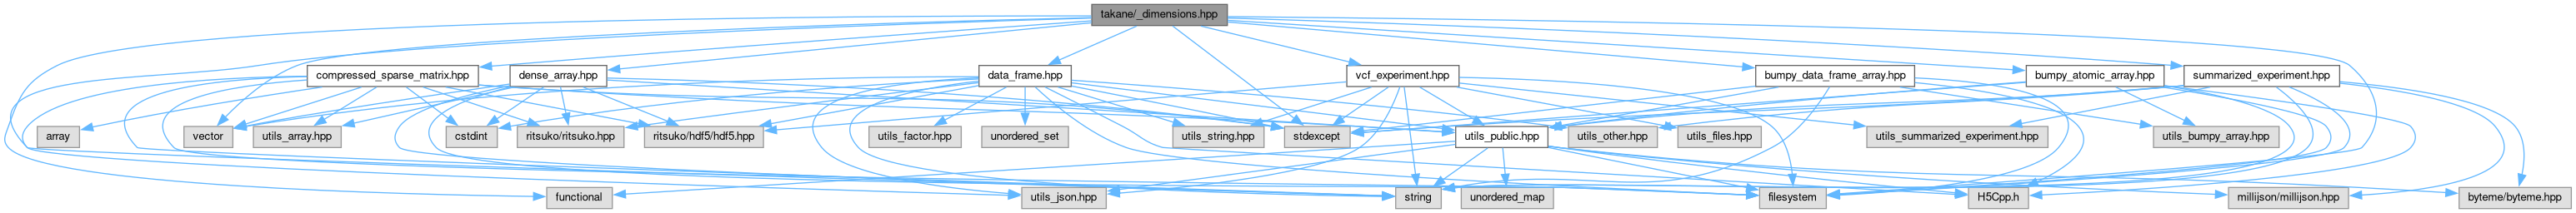 takane/_dimensions.hpp
compressed_sparse_matrix.hpp
dense_array.hpp
data_frame.hpp
vcf_experiment.hpp
bumpy_data_frame_array.hpp
bumpy_atomic_array.hpp
summarized_experiment.hpp
array
vector
utils_array.hpp
cstdint
ritsuko/ritsuko.hpp
ritsuko/hdf5/hdf5.hpp
utils_factor.hpp
unordered_set
utils_string.hpp
stdexcept
utils_public.hpp
utils_other.hpp
utils_files.hpp
utils_summarized_experiment.hpp
utils_bumpy_array.hpp
functional
utils_json.hpp
string
unordered_map
filesystem
H5Cpp.h
millijson/millijson.hpp
byteme/byteme.hpp